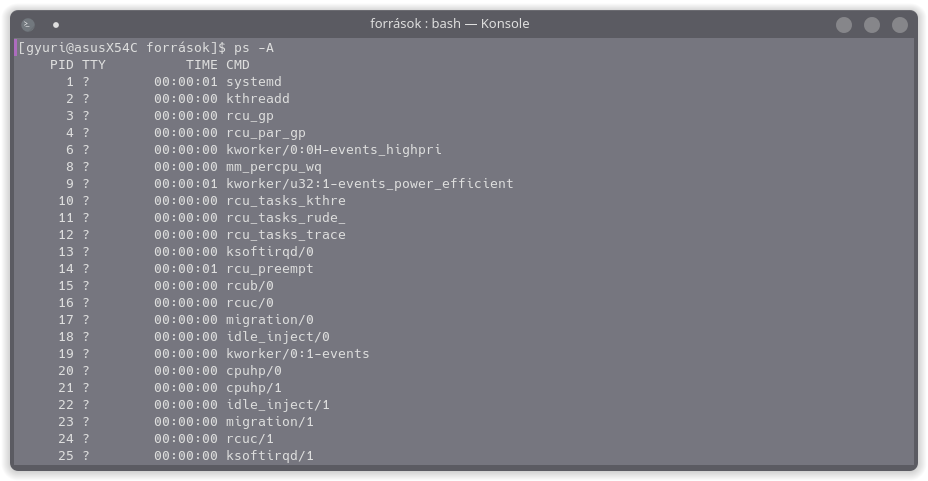 források : bash — Konsole
[gyuri@asusX54C források]$ ps -A
    PID TTY          TIME CMD
      1 ?        00:00:01 systemd
      2 ?        00:00:00 kthreadd
      3 ?        00:00:00 rcu_gp
      4 ?        00:00:00 rcu_par_gp
      6 ?        00:00:00 kworker/0:0H-events_highpri
      8 ?        00:00:00 mm_percpu_wq
      9 ?        00:00:01 kworker/u32:1-events_power_efficient
     10 ?        00:00:00 rcu_tasks_kthre
     11 ?        00:00:00 rcu_tasks_rude_
     12 ?        00:00:00 rcu_tasks_trace
     13 ?        00:00:00 ksoftirqd/0
     14 ?        00:00:01 rcu_preempt
     15 ?        00:00:00 rcub/0
     16 ?        00:00:00 rcuc/0
     17 ?        00:00:00 migration/0
     18 ?        00:00:00 idle_inject/0
     19 ?        00:00:00 kworker/0:1-events
     20 ?        00:00:00 cpuhp/0
     21 ?        00:00:00 cpuhp/1
     22 ?        00:00:00 idle_inject/1
     23 ?        00:00:00 migration/1
     24 ?        00:00:00 rcuc/1
     25 ?        00:00:00 ksoftirqd/1